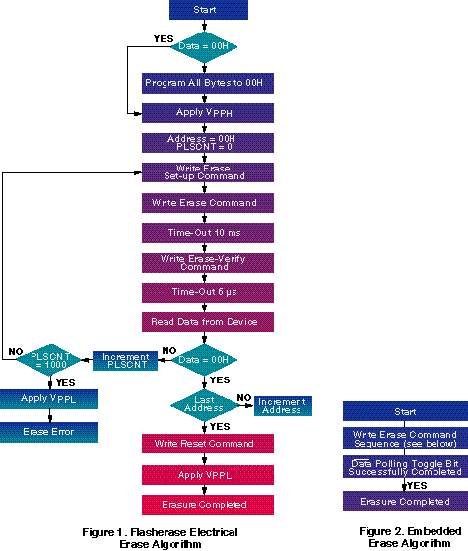 Start
YES
Data = 00H
Program All Bytes to 00H
Apply VPPH
Address = 00H
PLSCNT = 0
Write Erase
Set-up Command
Write Erase Command
Time-Out 10 ms
Write Erase-Verify
Command
Time-Out 6 µs
Read Data from Device
NO
PLSCNT
= 1000
Increment
PLSCNT
NO
Data = 00H
YES
YES
Apply VPPL
Erase Error
Last
Address
NO
Increment
Address
YES
Write Reset Command
Apply VPPL
Erasure Completed
Figure 1. Flasherase Electrical
Erase Algorithm
Start
Write Erase Command
Sequence (see below)
Data Polling Toggle Bit
Successfully Completed
YES
Erasure Completed
Figure 2. Embedded
Erase Algorithm